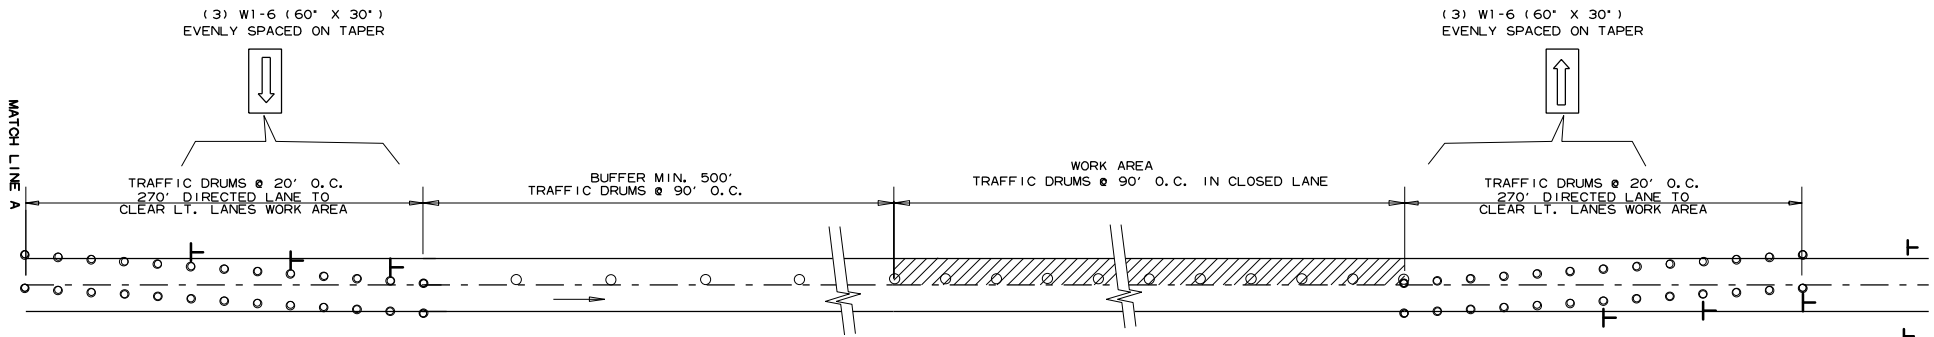 (3) W1-6 (60" X 30")
EVENLY SPACED ON TAPER
(3) W1-6 (60" X 30")
EVENLY SPACED ON TAPER
MATCH LINE A
TRAFFIC DRUMS @ 20' O.C.
270' DIRECTED LANE TO
CLEAR LT. LANES WORK AREA
BUFFER MIN. 500'
TRAFFIC DRUMS @ 90' O.C.
WORK AREA
TRAFFIC DRUMS @ 90' O.C. IN CLOSED LANE
TRAFFIC DRUMS @ 20' O.C.
270' DIRECTED LANE TO
CLEAR LT. LANES WORK AREA